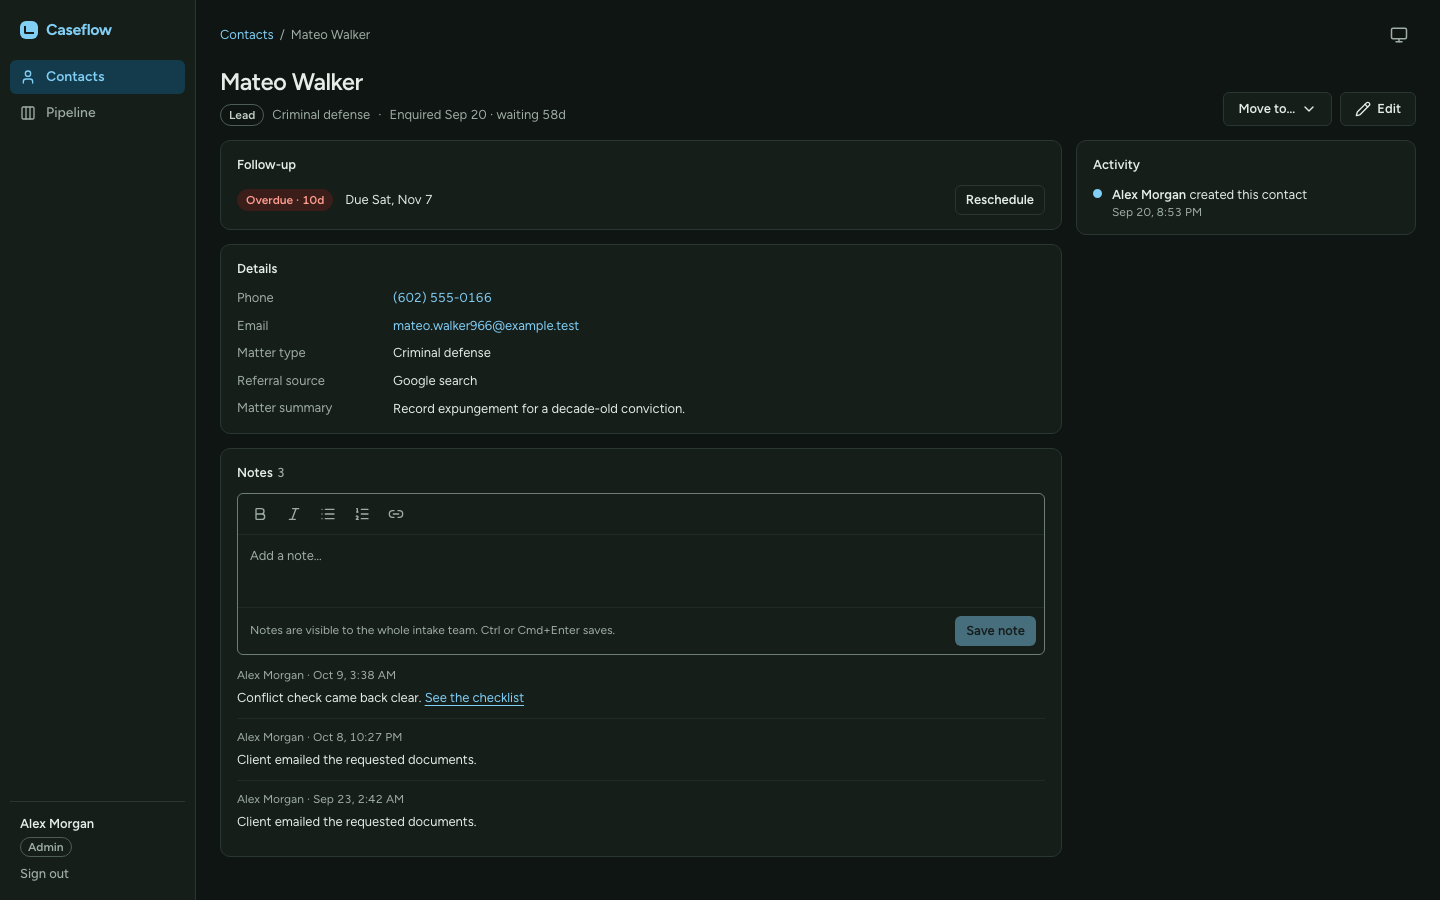 Caseflow
Contacts
Pipeline
Alex Morgan
Admin
Sign out
Contacts / Mateo Walker
Mateo Walker
Lead Criminal defense · Enquired Sep 20 · waiting 58d
Move to...
Edit
Follow-up
Overdue · 10d Due Sat, Nov 7
Reschedule
Details
Phone (602) 555-0166
Email mateo.walker966@example.test
Matter type Criminal defense
Referral source Google search
Matter summary Record expungement for a decade-old conviction.
Notes 3
Add a note...
Notes are visible to the whole intake team. Ctrl or Cmd+Enter saves.
Save note
Alex Morgan · Oct 9, 3:38 AM
Conflict check came back clear. See the checklist
Alex Morgan · Oct 8, 10:27 PM
Client emailed the requested documents.
Alex Morgan · Sep 23, 2:42 AM
Client emailed the requested documents.
Activity
Alex Morgan created this contact
Sep 20, 8:53 PM